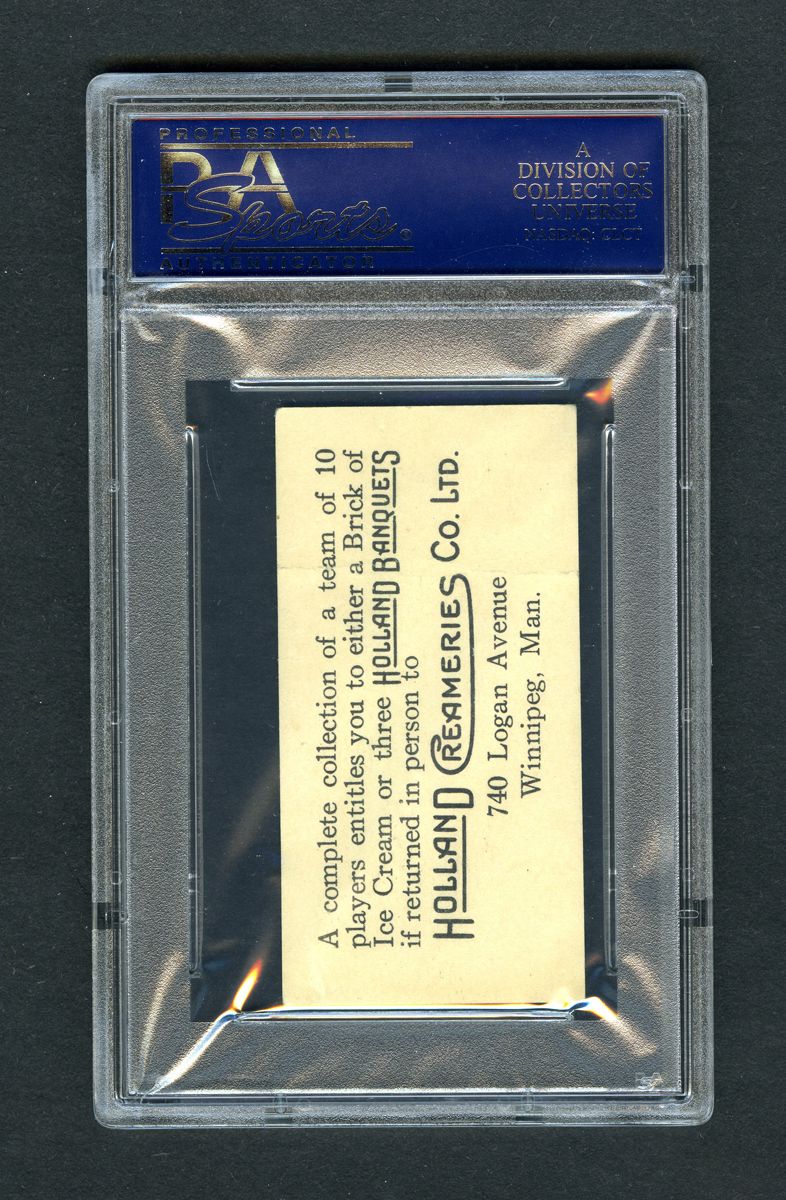 PROFESSIONAL
PSA
Sports®
AUTHENTICATOR
A
DIVISION OF
COLLECTORS
UNIVERSE
NASDAQ: CLCT
A complete collection of a team of 10
players entitles you to either a Brick of
Ice Cream or three HOLLAND BANQUETS
if returned in person to
HOLLAND CREAMERIES CO. LTD.
740 Logan Avenue
Winnipeg, Man.